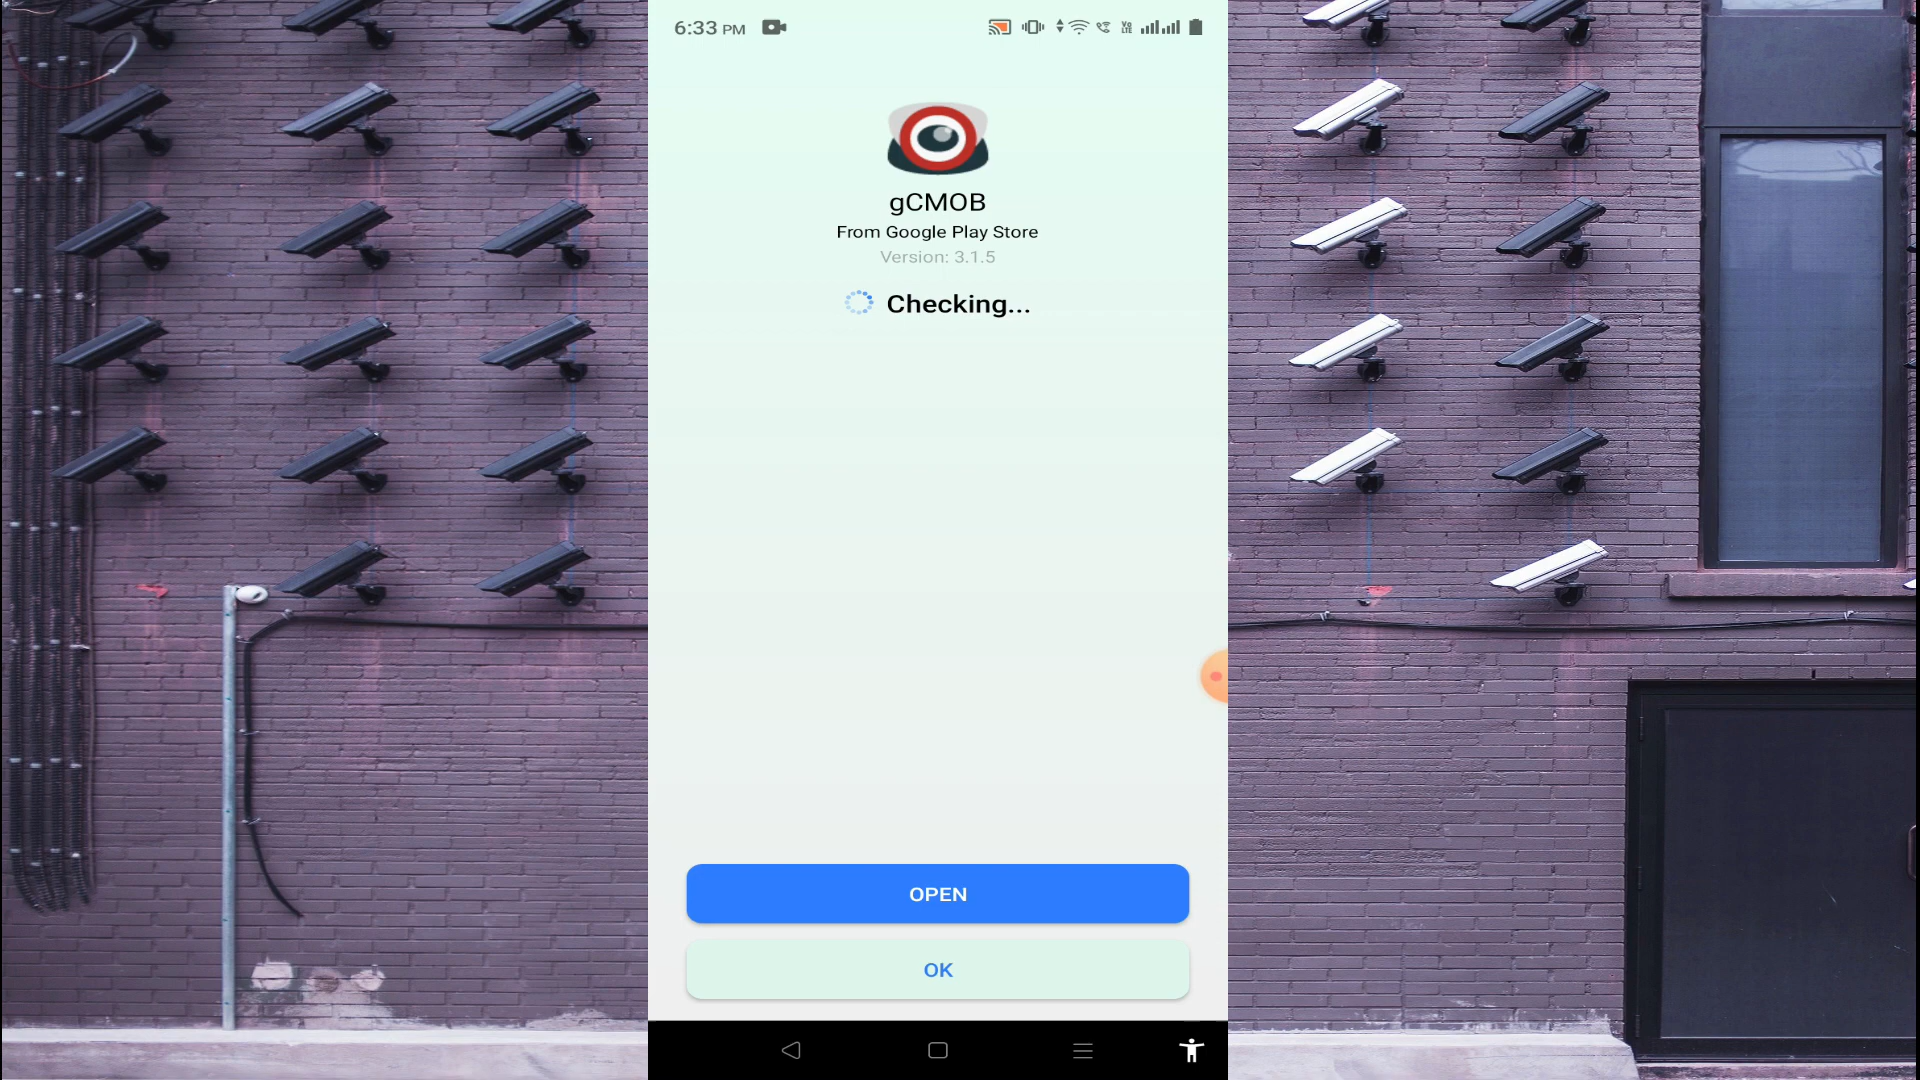 6:33 PM
gCMOB
From Google Play Store
Version: 3.1.5
Checking...
OPEN
OK